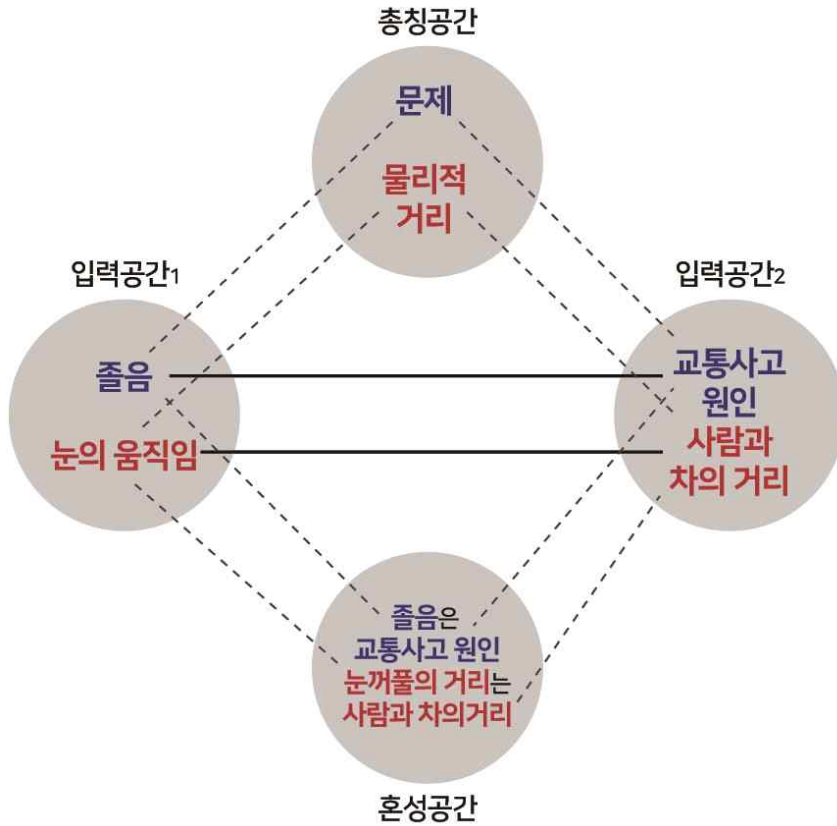 총칭공간
문제
물리적
거리
입력공간1
입력공간2
졸음
눈의 움직임
교통사고
원인
사람과
차의 거리
졸음은
교통사고 원인
눈꺼풀의 거리는
사람과 차의거리
혼성공간